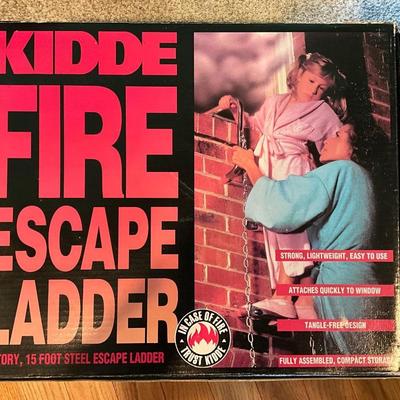 KIDDE
FIRE
ESCAPE
LADDER
TORY, 15 FOOT STEEL ESCAPE LADDER
IN CASE OF FIRE
TRUST KIDDE
STRONG, LIGHTWEIGHT, EASY TO USE
ATTACHES QUICKLY TO WINDOW
TANGLE-FREE DESIGN
FULLY ASSEMBLED, COMPACT STORAGE